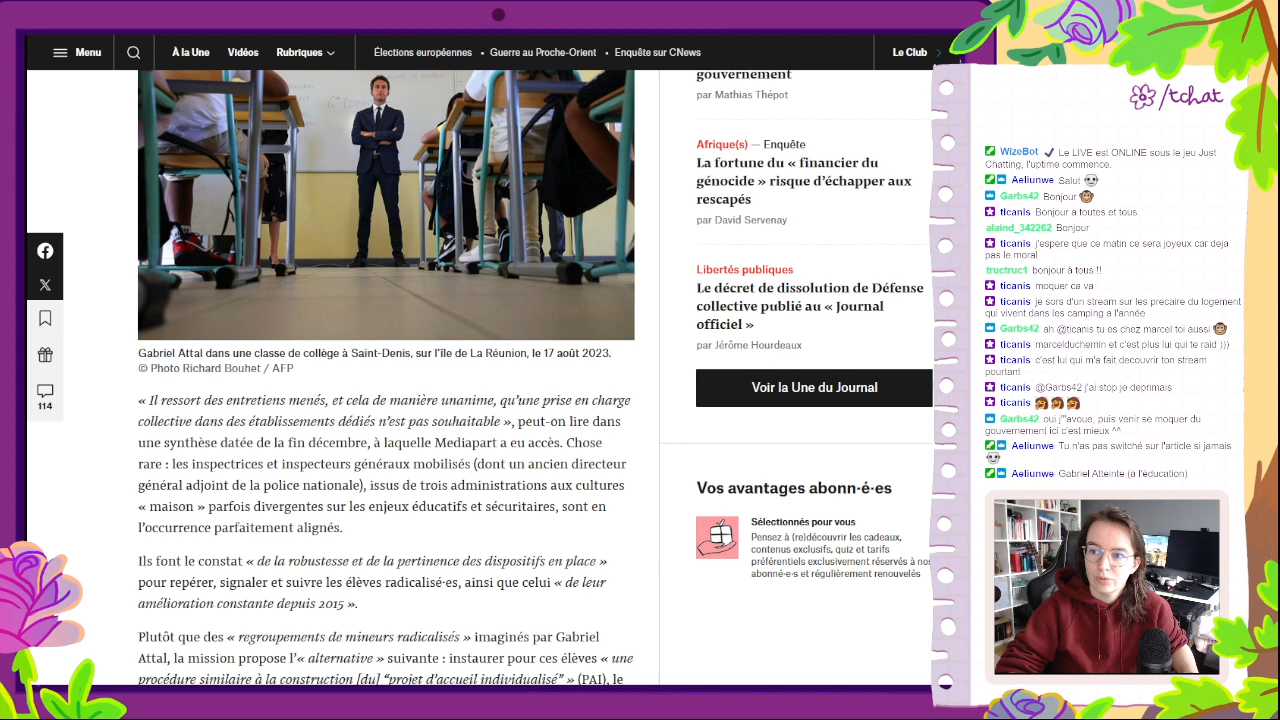 Menu
À la Une
Vidéos
Rubriques
Élections européennes
• Guerre au Proche-Orient
• Enquête sur CNews
Le Club
Gabriel Attal dans une classe de collège à Saint-Denis, sur l'île de La Réunion, le 17 août 2023.
© Photo Richard Bouhet / AFP
« Il ressort des entretiens menés, et cela de manière unanime, qu'une prise en charge
collective dans des établissements dédiés n'est pas souhaitable », peut-on lire dans
une synthèse datée de la fin décembre, à laquelle Mediapart a eu accès. Chose
rare : les inspectrices et inspecteurs généraux mobilisés (dont un ancien directeur
général adjoint de la police nationale), issus de trois administrations aux cultures
« maison » parfois divergentes sur les enjeux éducatifs et sécuritaires, sont en
l'occurrence parfaitement alignés.
Ils font le constat « de la robustesse et de la pertinence des dispositifs en place »
pour repérer, signaler et suivre les élèves radicalisé·es, ainsi que celui « de leur
amélioration constante depuis 2015 ».
Plutôt que des « regroupements de mineurs radicalisés » imaginés par Gabriel
Attal, la mission propose l'« alternative » suivante : instaurer pour ces élèves « une
procédure similaire à la construction [du] "projet d'accueil individualisé" » (PAI), le
114
gouvernement
par Mathias Thépot
Afrique(s) — Enquête
La fortune du « financier du
génocide » risque d'échapper aux
rescapés
par David Servenay
Libertés publiques
Le décret de dissolution de Défense
collective publié au « Journal
officiel »
par Jérôme Hourdeaux
Voir la Une du Journal
Vos avantages abonn·é·es
Sélectionnés pour vous
Pensez à (re)découvrir les cadeaux,
contenus exclusifs, quiz et tarifs
préférentiels exclusivement réservés à nos
abonné·e·s et régulièrement renouvelés
/tchat
WizeBot ✓ Le LIVE est ONLINE sous le jeu Just
Chatting, l'uptime commence.
Aeliunwe Salut
Garbs42 Bonjour
ticanis Bonjour a toutes et tous
alaind_342262 Bonjour
ticanis j'espere que ce matin ce sera joyeux car deja
pas le moral
tructruc1 bonjour à tous !!
ticanis moquer ca va
ticanis je sors d'un stream sur les precaire du logement
qui vivent dans les camping a l'année
Garbs42 ah @ticanis tu es chez marcel toi aussi
ticanis marcelduchemin et c'est plus lui qui te raid )))
ticanis c'est lui qui m'a fait decouvrir ton stream
pourtant
ticanis @Garbs42 j'ai stop je deprimais
ticanis
Garbs42 oui j'"avoue, puis venir se moquer du
gouvernement ici c'est mieux ^^
Aeliunwe Tu n'as pas switché sur l'article si jamais
Aeliunwe Gabriel Atteinte (à l'éducation)